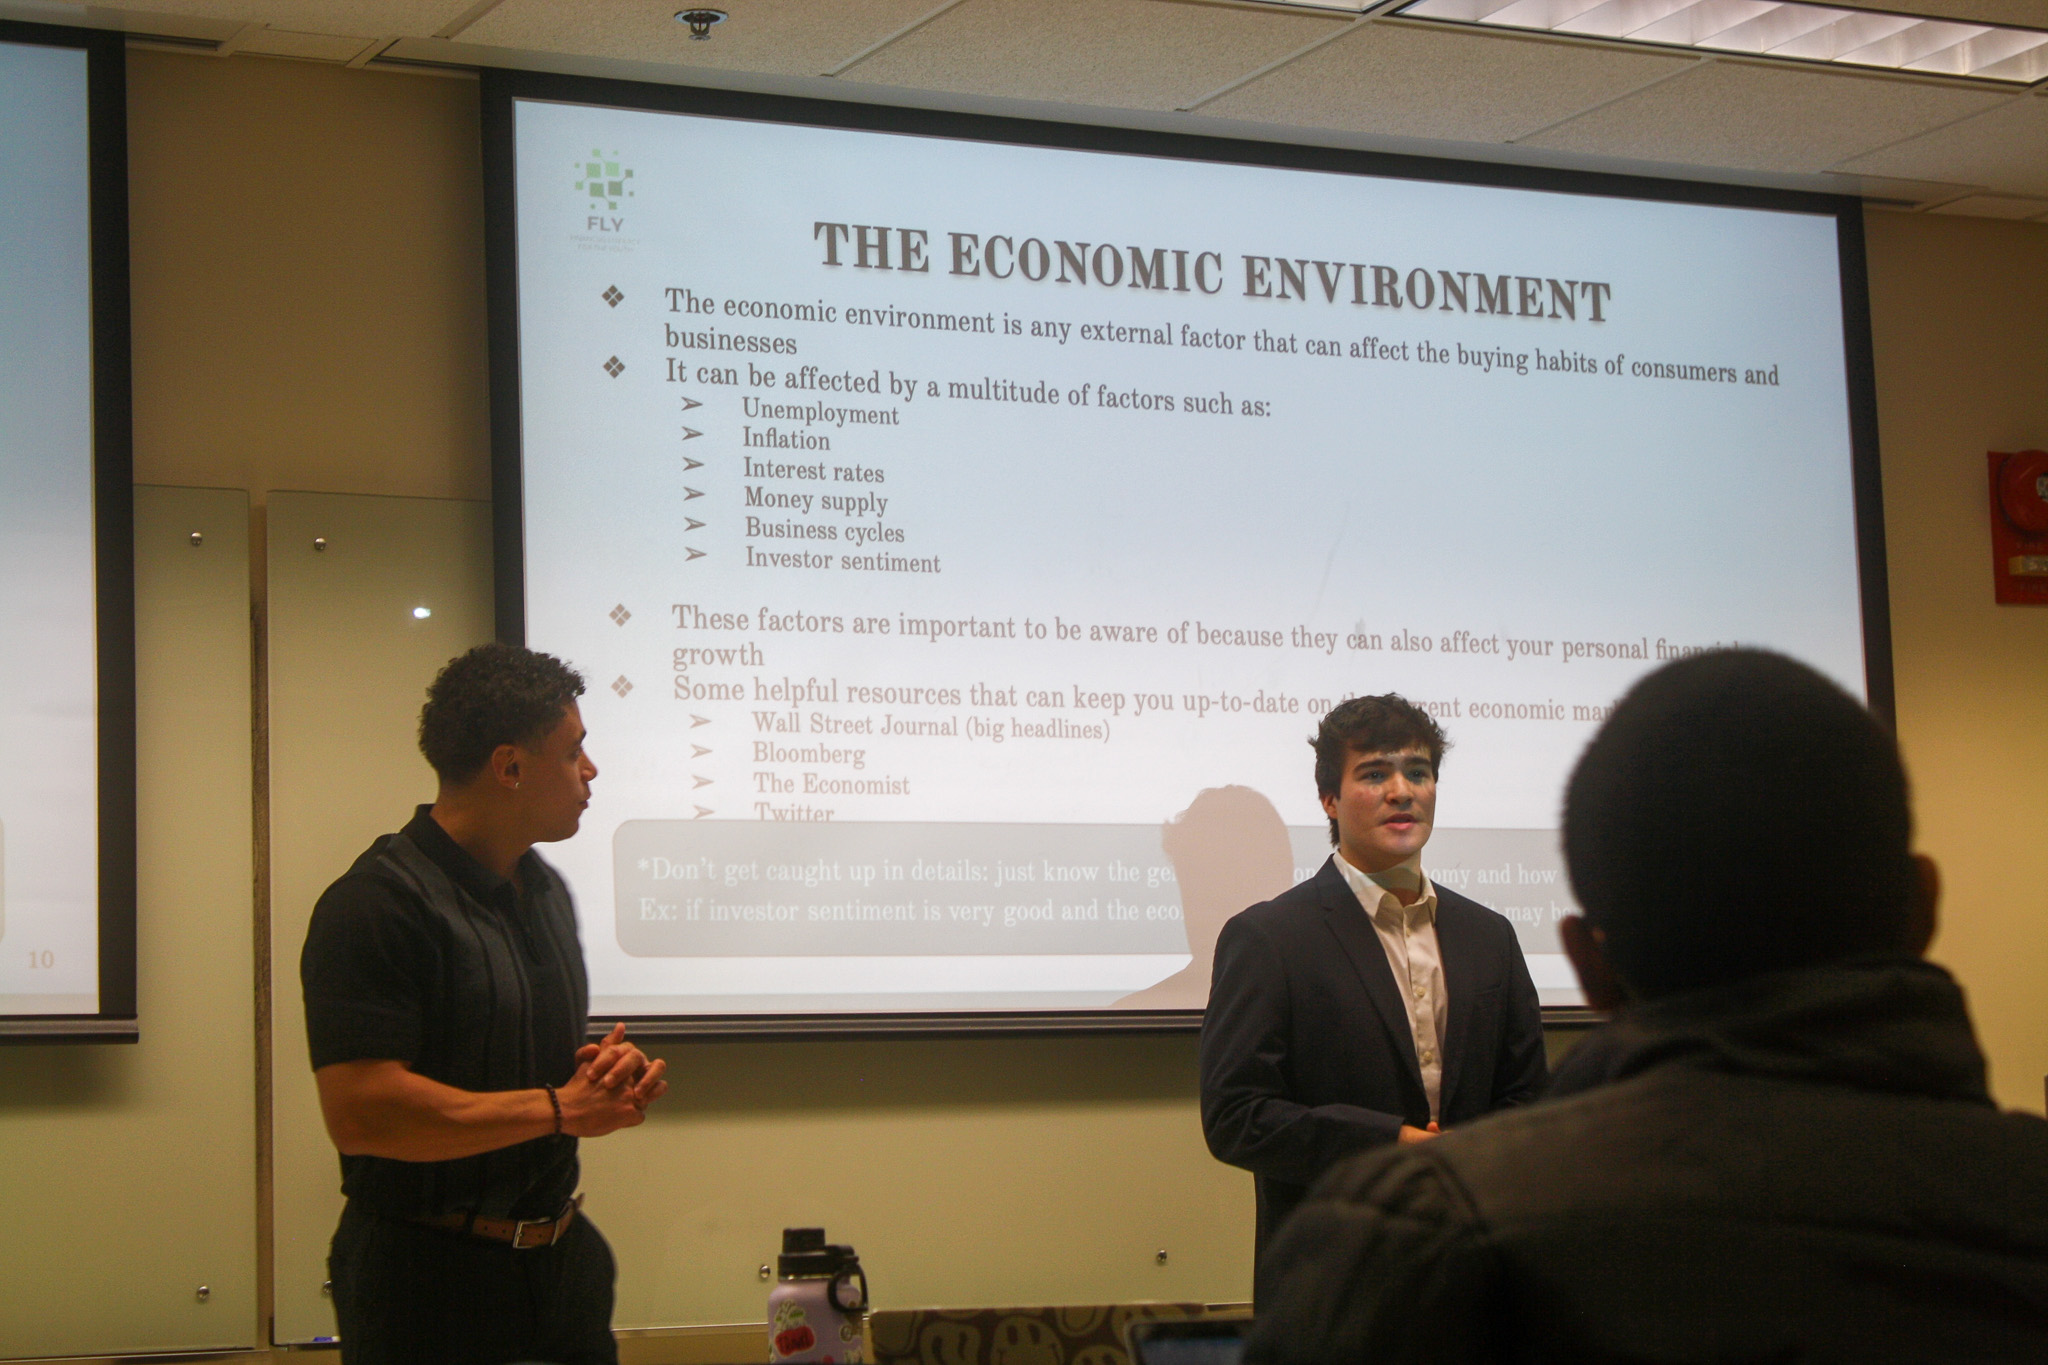 FLY
THE ECONOMIC ENVIRONMENT
❖ The economic environment is any external factor that can affect the buying habits of consumers and
businesses
❖ It can be affected by a multitude of factors such as:
➢ Unemployment
➢ Inflation
➢ Interest rates
➢ Money supply
➢ Business cycles
➢ Investor sentiment
❖ These factors are important to be aware of because they can also affect your personal financial
growth
❖ Some helpful resources that can keep you up-to-date on economic
➢ Wall Street Journal (big headlines)
➢ Bloomberg
➢ The Economist
➢ Twitter
*Don't get caught up in details: just know the and how
Ex: if investor sentiment is very good and the may
10